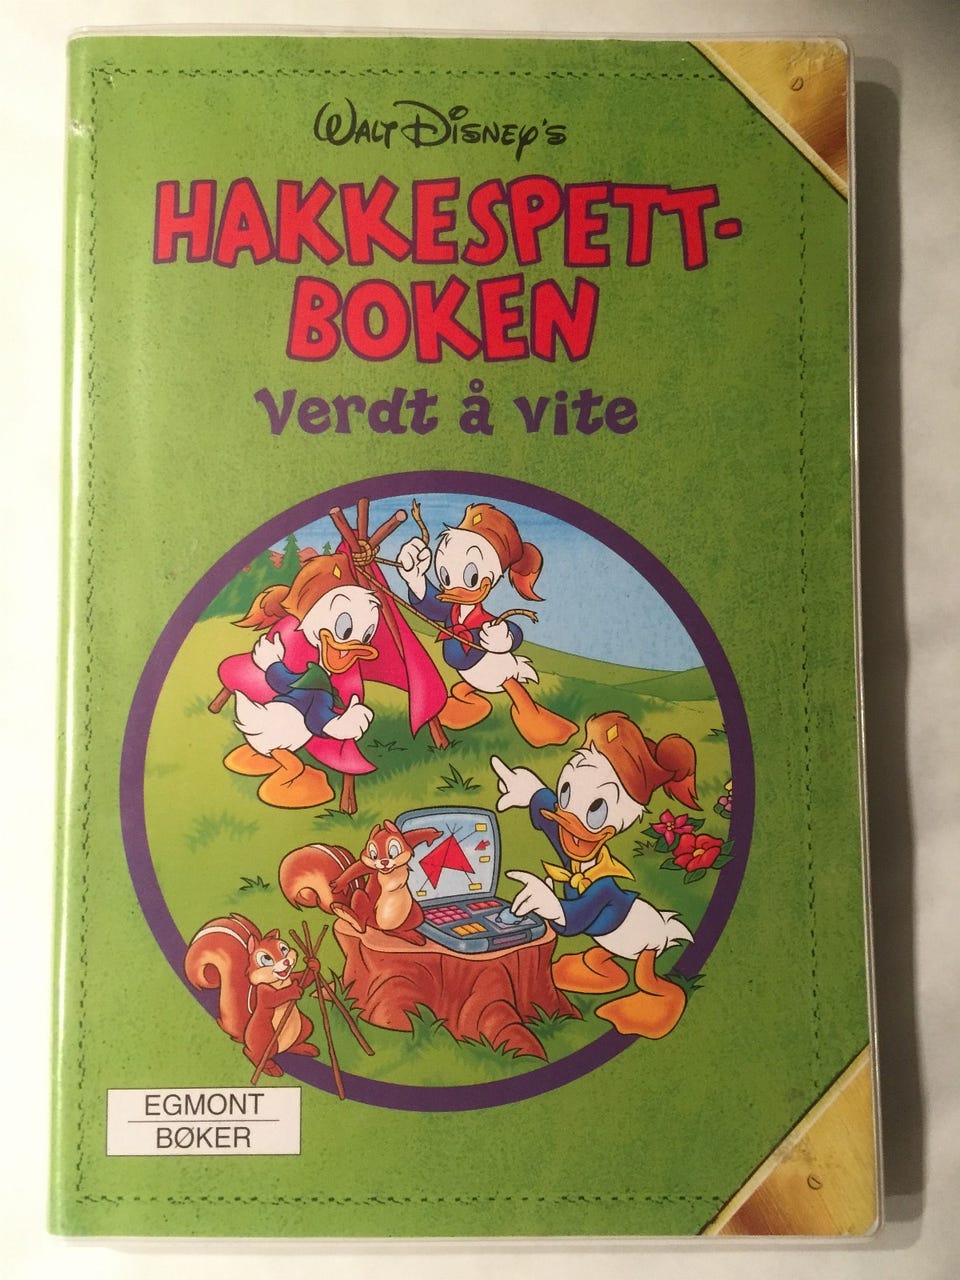 WALT DISNEY'S
HAKKESPETT-
BOKEN
Verdt å vite
EGMONT
BØKER